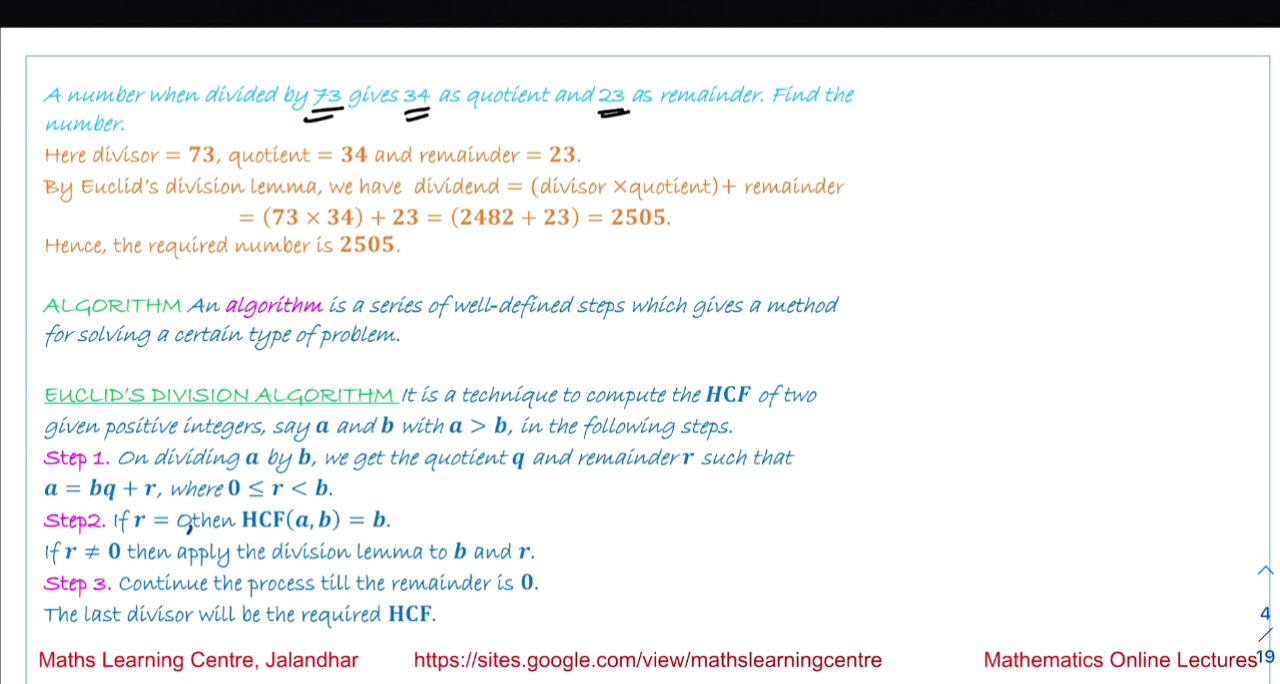 A number when divided by 73 gives 34 as quotient and 23 as remainder. Find the
number.
Here divisor = 73, quotient = 34 and remainder = 23.
By Euclid's division lemma, we have dividend = (divisor ×quotient)+ remainder
= (73 × 34) + 23 = (2482 + 23) = 2505.
Hence, the required number is 2505.
ALGORITHM An algorithm is a series of well-defined steps which gives a method
for solving a certain type of problem.
EUCLID'S DIVISION ALGORITHM It is a technique to compute the HCF of two
given positive integers, say a and b with a > b, in the following steps.
Step 1. On dividing a by b, we get the quotient q and remainder r such that
a = bq + r, where 0 ≤ r < b.
Step2. If r = 0,then HCF(a, b) = b.
If r ≠ 0 then apply the division lemma to b and r.
Step 3. Continue the process till the remainder is 0.
The last divisor will be the required HCF.
4
/
19
Maths Learning Centre, Jalandhar https://sites.google.com/view/mathslearningcentre Mathematics Online Lectures